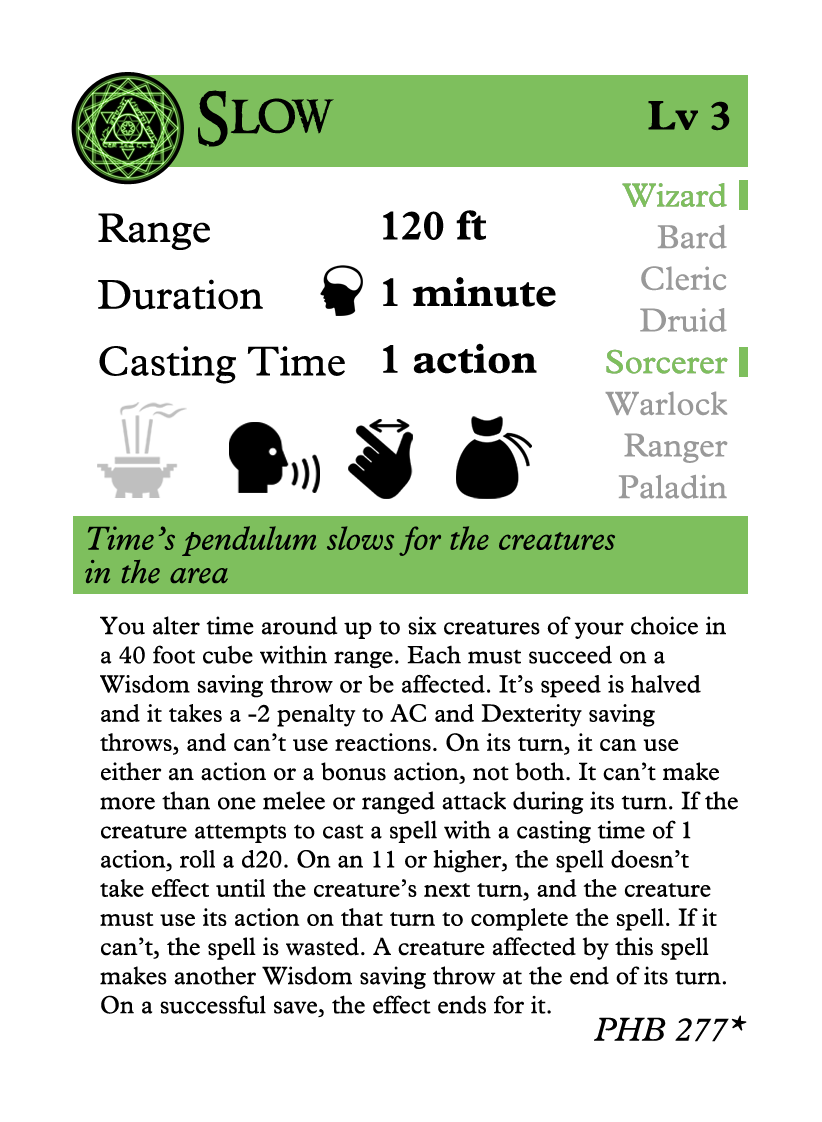 Slow
Lv 3
Range 120 ft
Duration 1 minute
Casting Time 1 action
Wizard
Bard
Cleric
Druid
Sorcerer
Warlock
Ranger
Paladin
Time’s pendulum slows for the creatures
in the area
You alter time around up to six creatures of your choice in
a 40 foot cube within range. Each must succeed on a
Wisdom saving throw or be affected. It’s speed is halved
and it takes a -2 penalty to AC and Dexterity saving
throws, and can’t use reactions. On its turn, it can use
either an action or a bonus action, not both. It can’t make
more than one melee or ranged attack during its turn. If the
creature attempts to cast a spell with a casting time of 1
action, roll a d20. On an 11 or higher, the spell doesn’t
take effect until the creature’s next turn, and the creature
must use its action on that turn to complete the spell. If it
can’t, the spell is wasted. A creature affected by this spell
makes another Wisdom saving throw at the end of its turn.
On a successful save, the effect ends for it.
PHB 277*